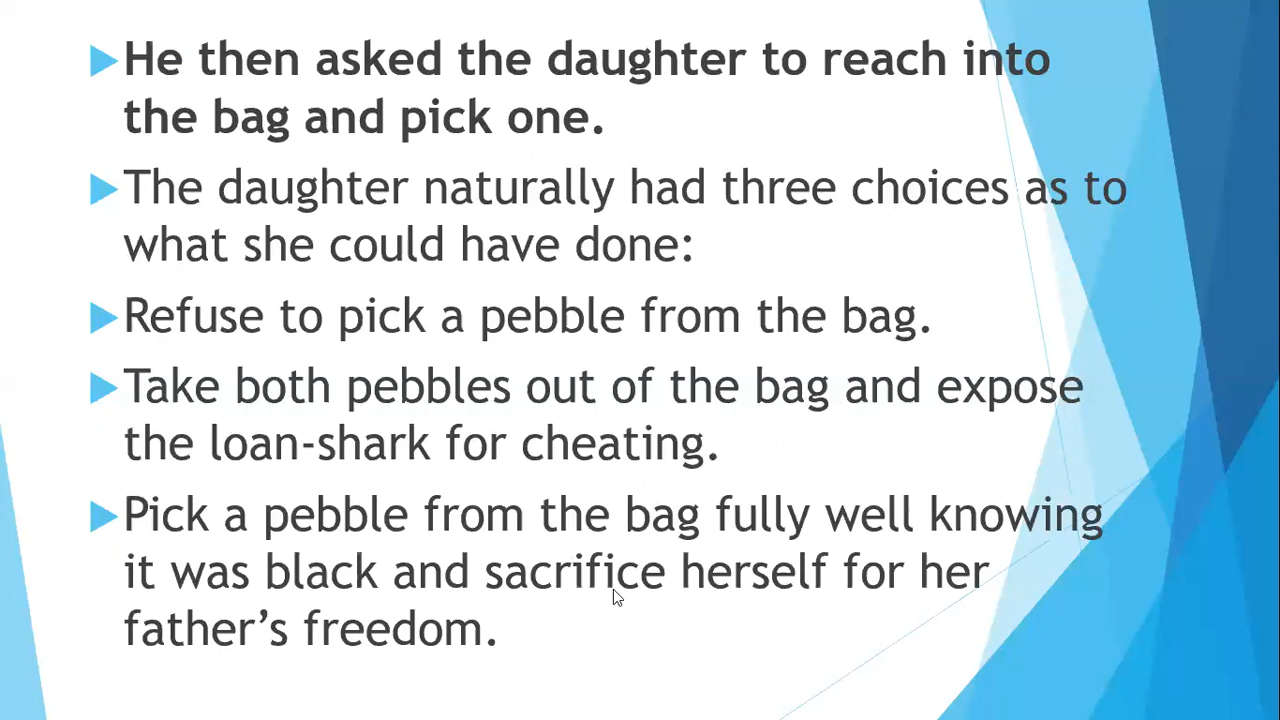 He then asked the daughter to reach into
the bag and pick one.
The daughter naturally had three choices as to
what she could have done:
Refuse to pick a pebble from the bag.
Take both pebbles out of the bag and expose
the loan-shark for cheating.
Pick a pebble from the bag fully well knowing
it was black and sacrifice herself for her
father’s freedom.